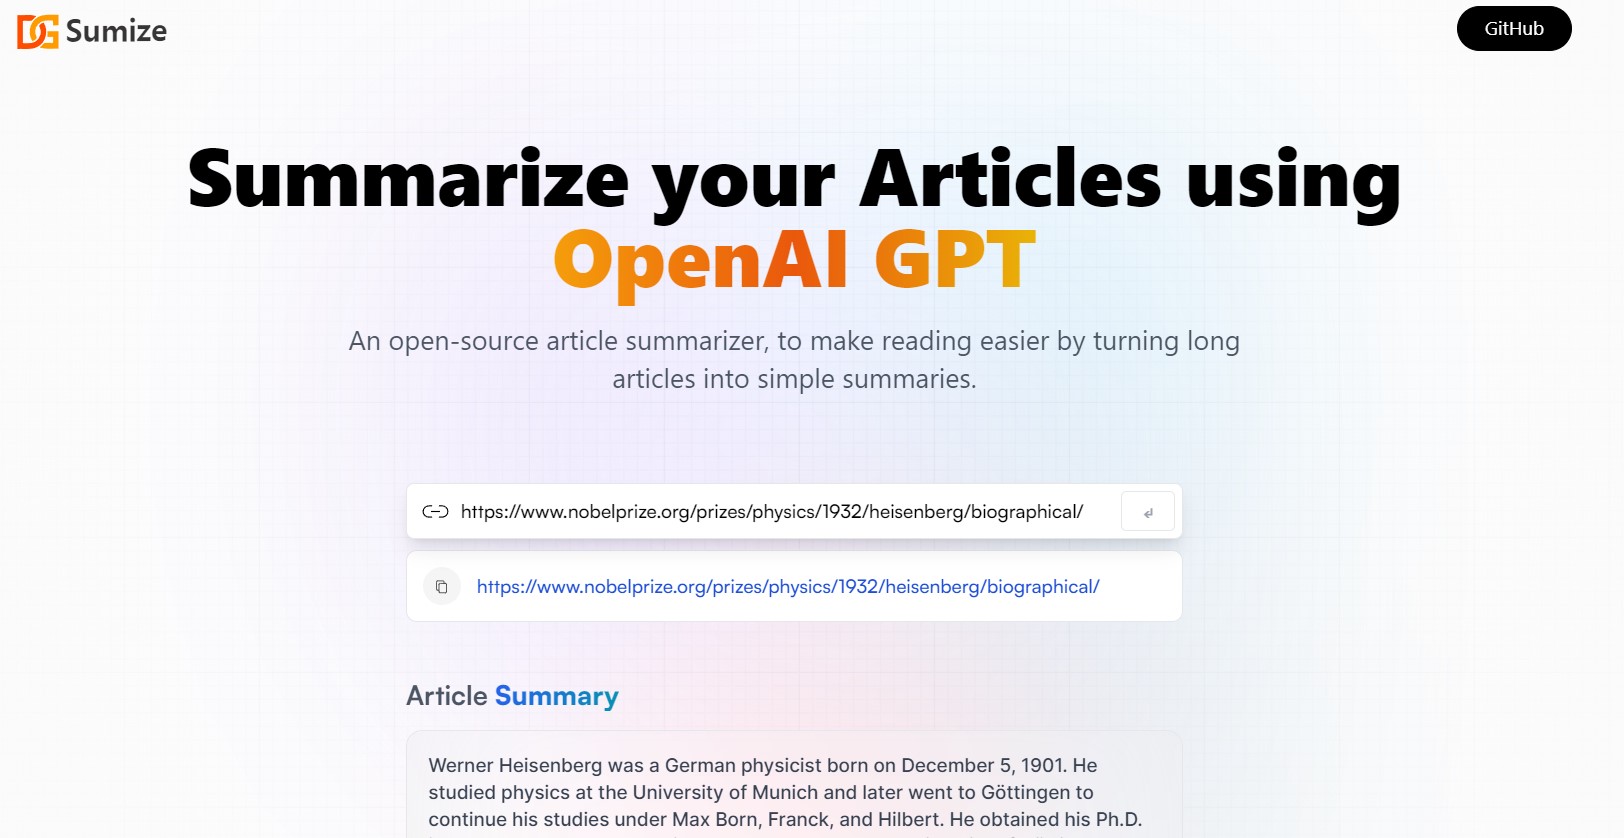 Sumize
GitHub
Summarize your Articles using
OpenAI GPT
An open-source article summarizer, to make reading easier by turning long
articles into simple summaries.
https://www.nobelprize.org/prizes/physics/1932/heisenberg/biographical/
https://www.nobelprize.org/prizes/physics/1932/heisenberg/biographical/
Article Summary
Werner Heisenberg was a German physicist born on December 5, 1901. He
studied physics at the University of Munich and later went to Göttingen to
continue his studies under Max Born, Franck, and Hilbert. He obtained his Ph.D.